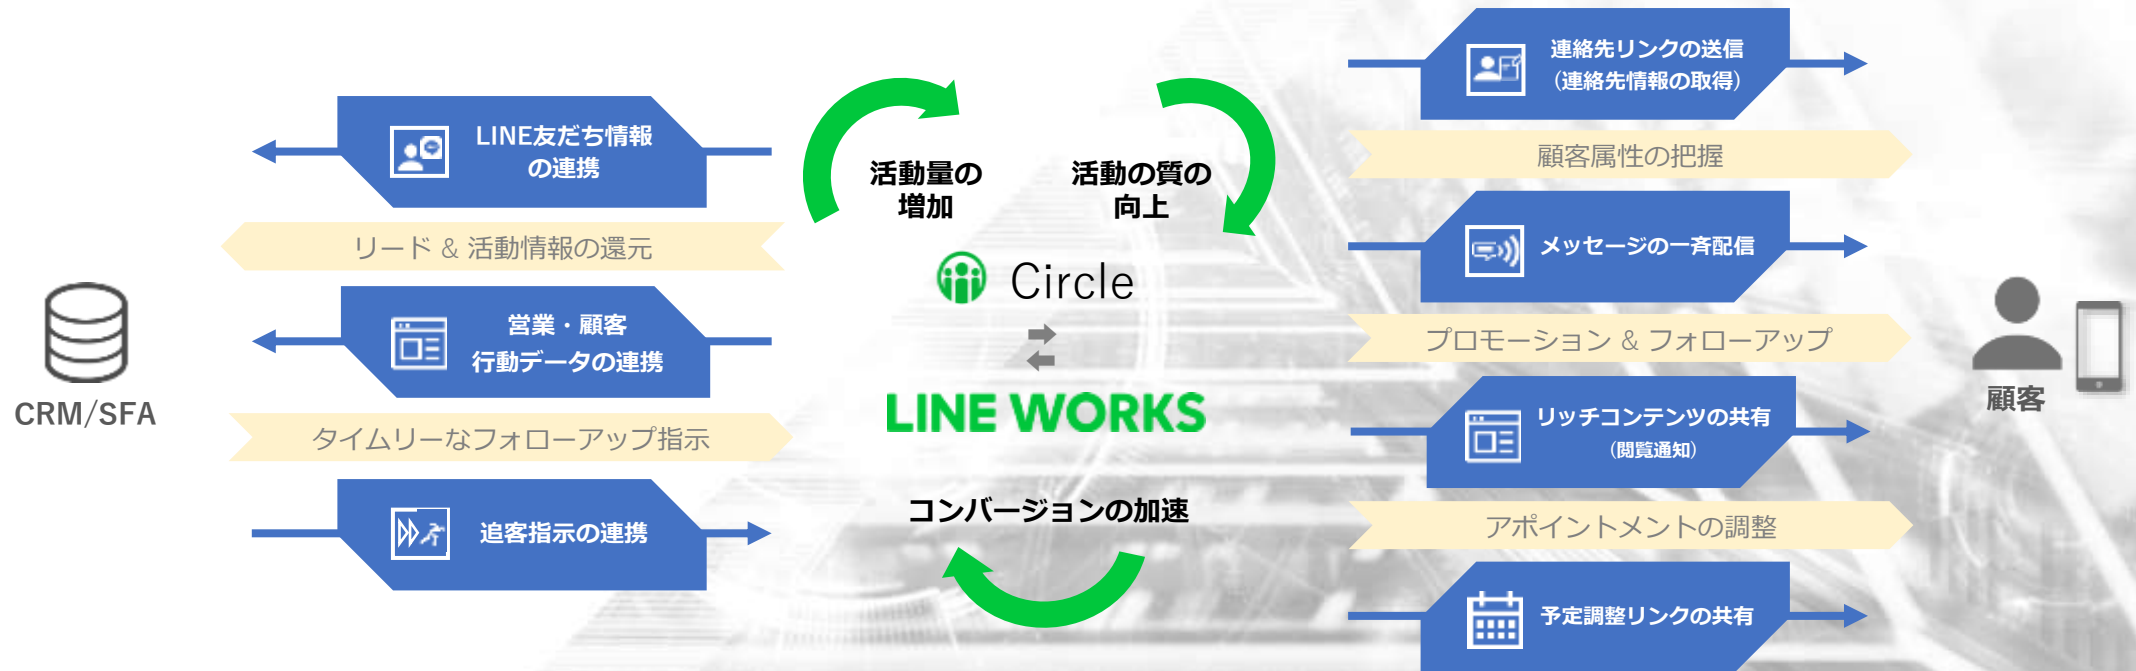 CRM/SFA
LINE友だち情報
の連携
リード & 活動情報の還元
営業・顧客
行動データの連携
タイムリーなフォローアップ指示
追客指示の連携
活動量の
増加
活動の質の
向上
Circle
LINE WORKS
コンバージョンの加速
連絡先リンクの送信
(連絡先情報の取得)
顧客属性の把握
メッセージの一斉配信
プロモーション & フォローアップ
リッチコンテンツの共有
(閲覧通知)
アポイントメントの調整
予定調整リンクの共有
顧客